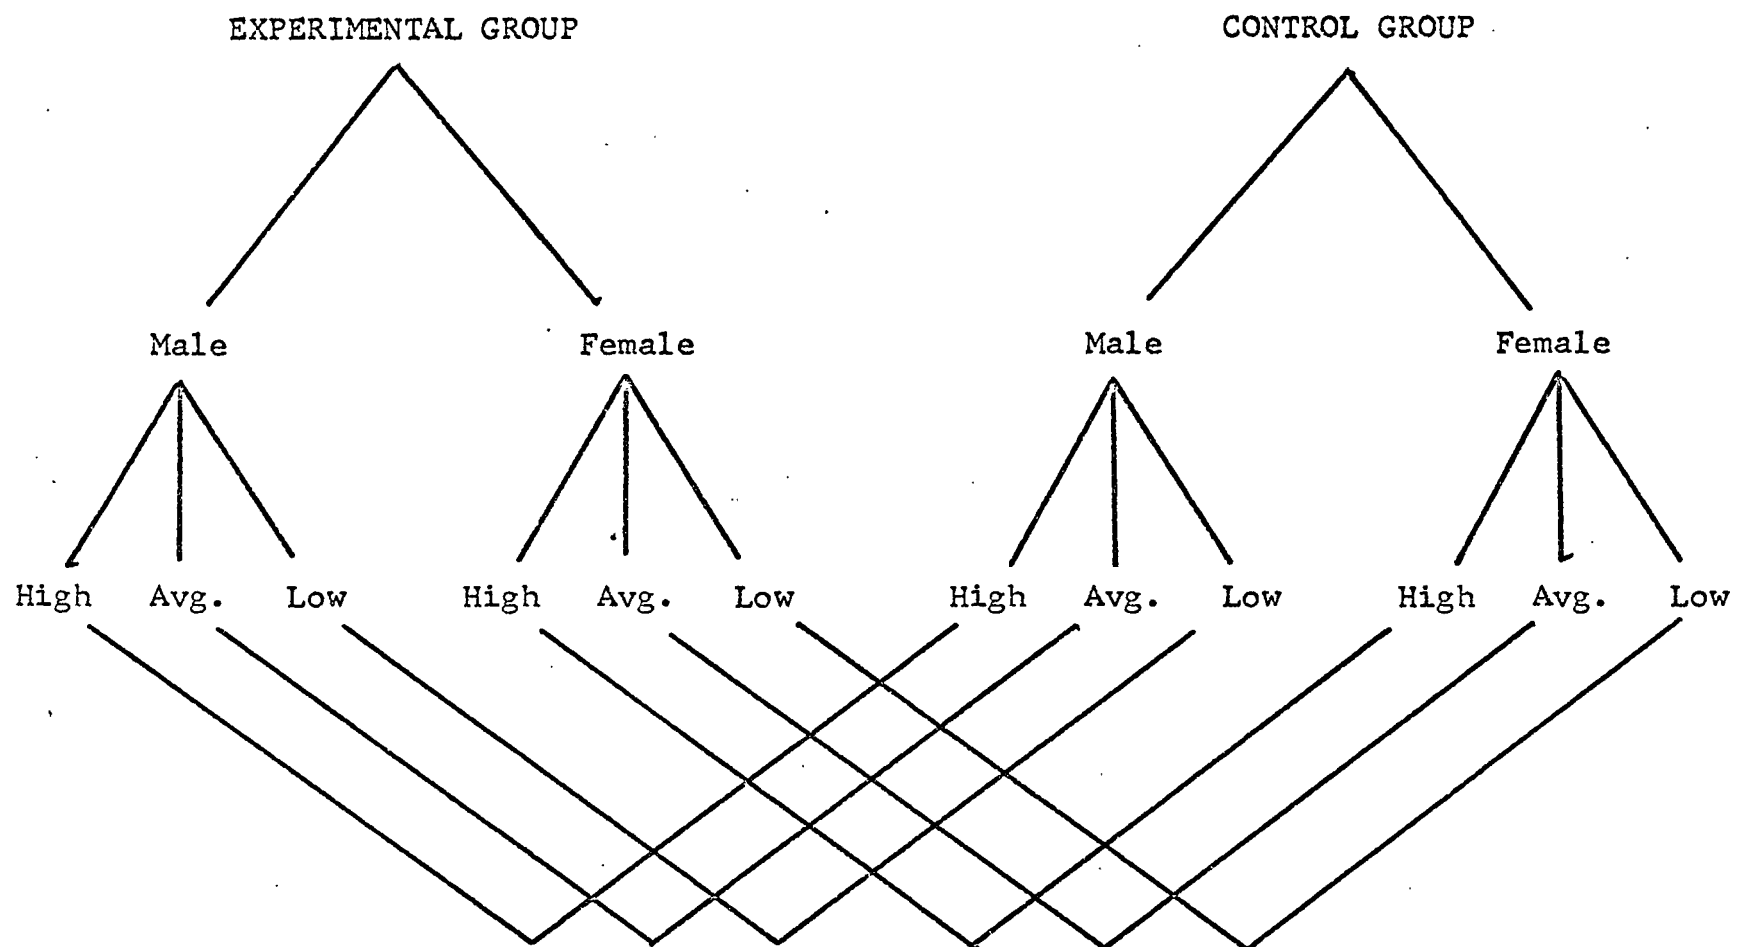 EXPERIMENTAL GROUP CONTROL GROUP
Male Female Male Female
High Avg. Low High Avg. Low High Avg. Low High Avg. Low